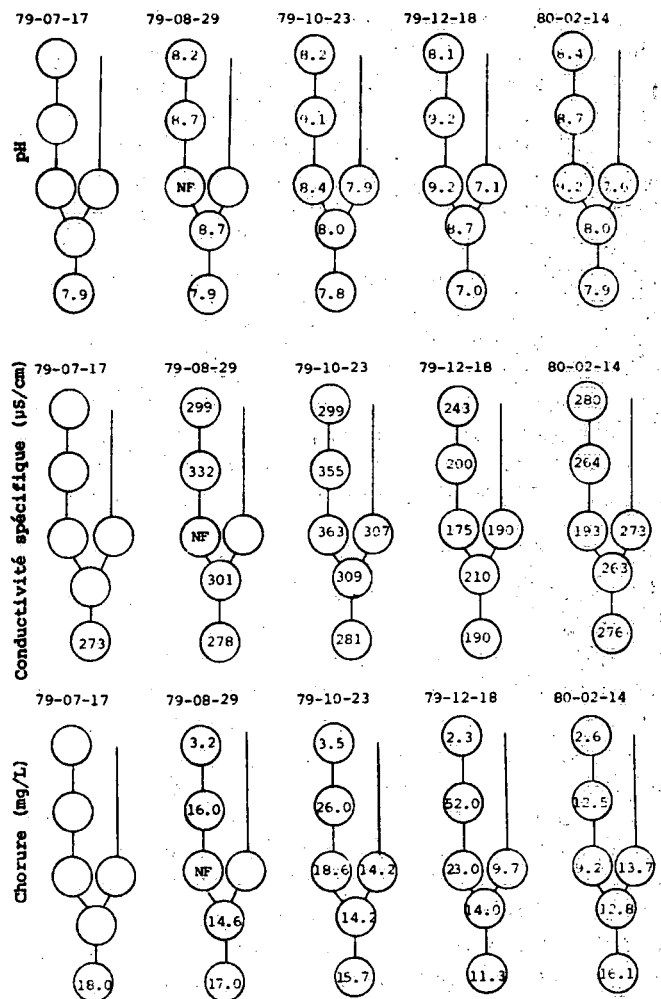 79-07-17 79-08-29 79-10-23 79-12-18 80-02-14
pH
8.2 8.2 8.1 8.4
8.7 9.1 9.2 8.7
NF 8.4 7.9 9.2 7.1 9.2 7.6
8.7 8.0 8.7 8.0
7.9 7.9 7.8 7.0 7.9
79-07-17 79-08-29 79-10-23 79-12-18 80-02-14
Conductivité spécifique (µS/cm)
299 299 243 280
332 355 200 264
NF 363 307 175 190 193 273
301 309 210 263
273 278 281 190 276
79-07-17 79-08-29 79-10-23 79-12-18 80-02-14
Chorure (mg/L)
3.2 3.5 2.3 2.6
16.0 26.0 52.0 12.5
NF 18.6 14.2 23.0 9.7 9.2 13.7
14.6 14.2 14.0 12.8
18.0 17.0 15.7 11.3 16.1